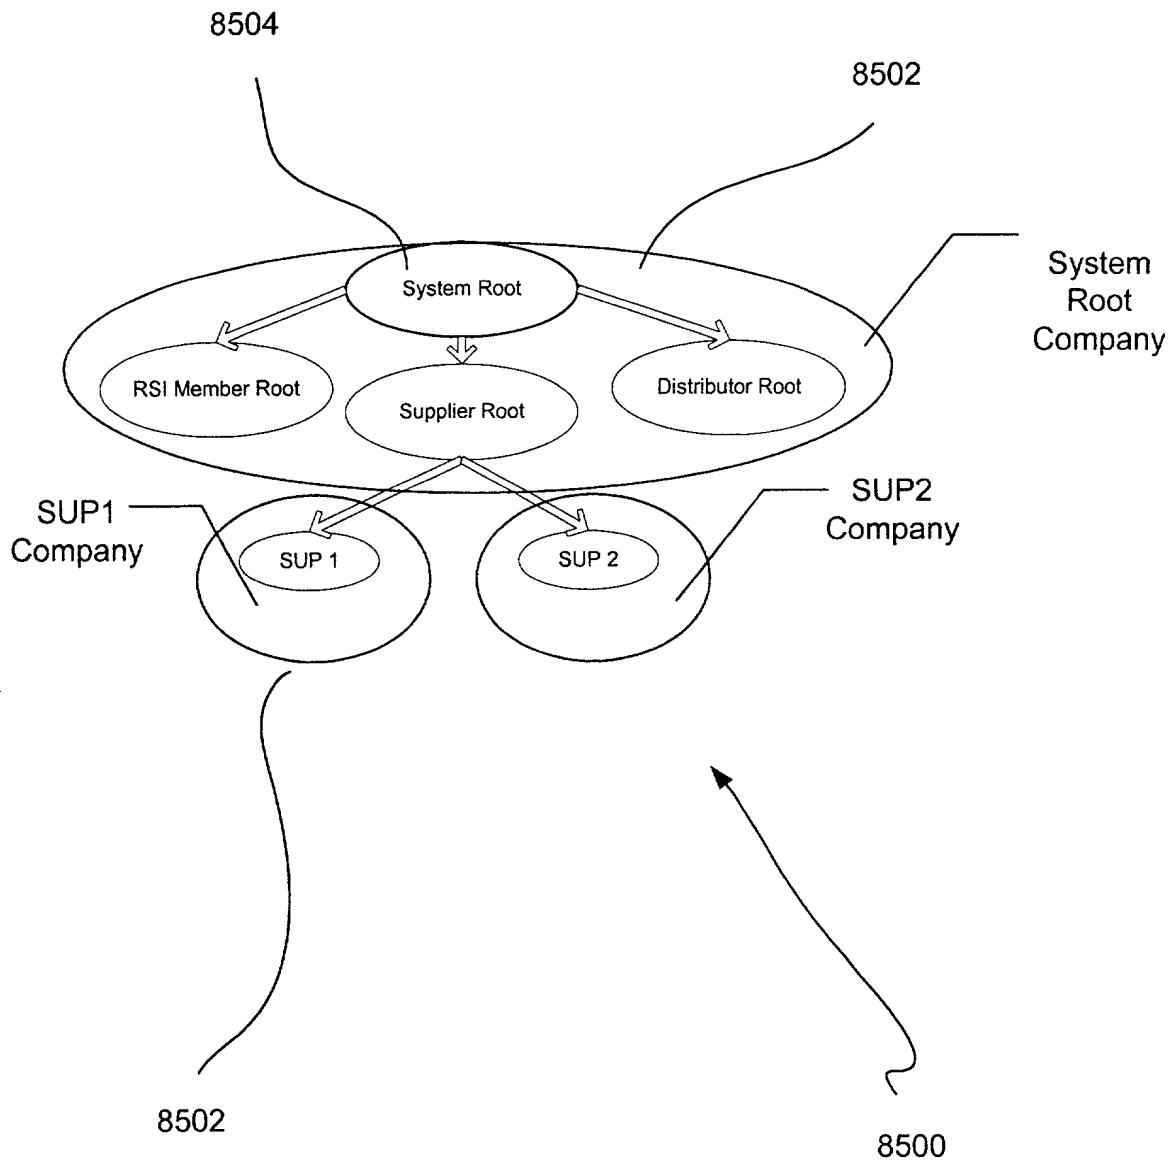 8504
8502
System
Root
Company
System Root
RSI Member Root
Supplier Root
Distributor Root
SUP1
Company
SUP2
Company
SUP 1
SUP 2
8502
8500